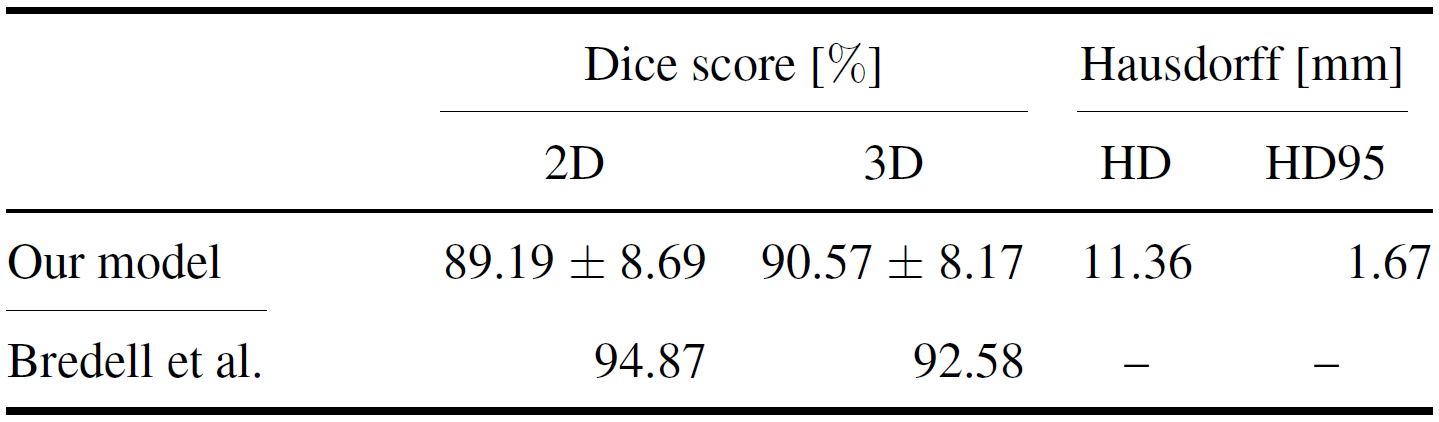 Dice score [%] Hausdorff [mm]
2D 3D HD HD95
Our model 89.19 ± 8.69 90.57 ± 8.17 11.36 1.67
Bredell et al. 94.87 92.58 – –